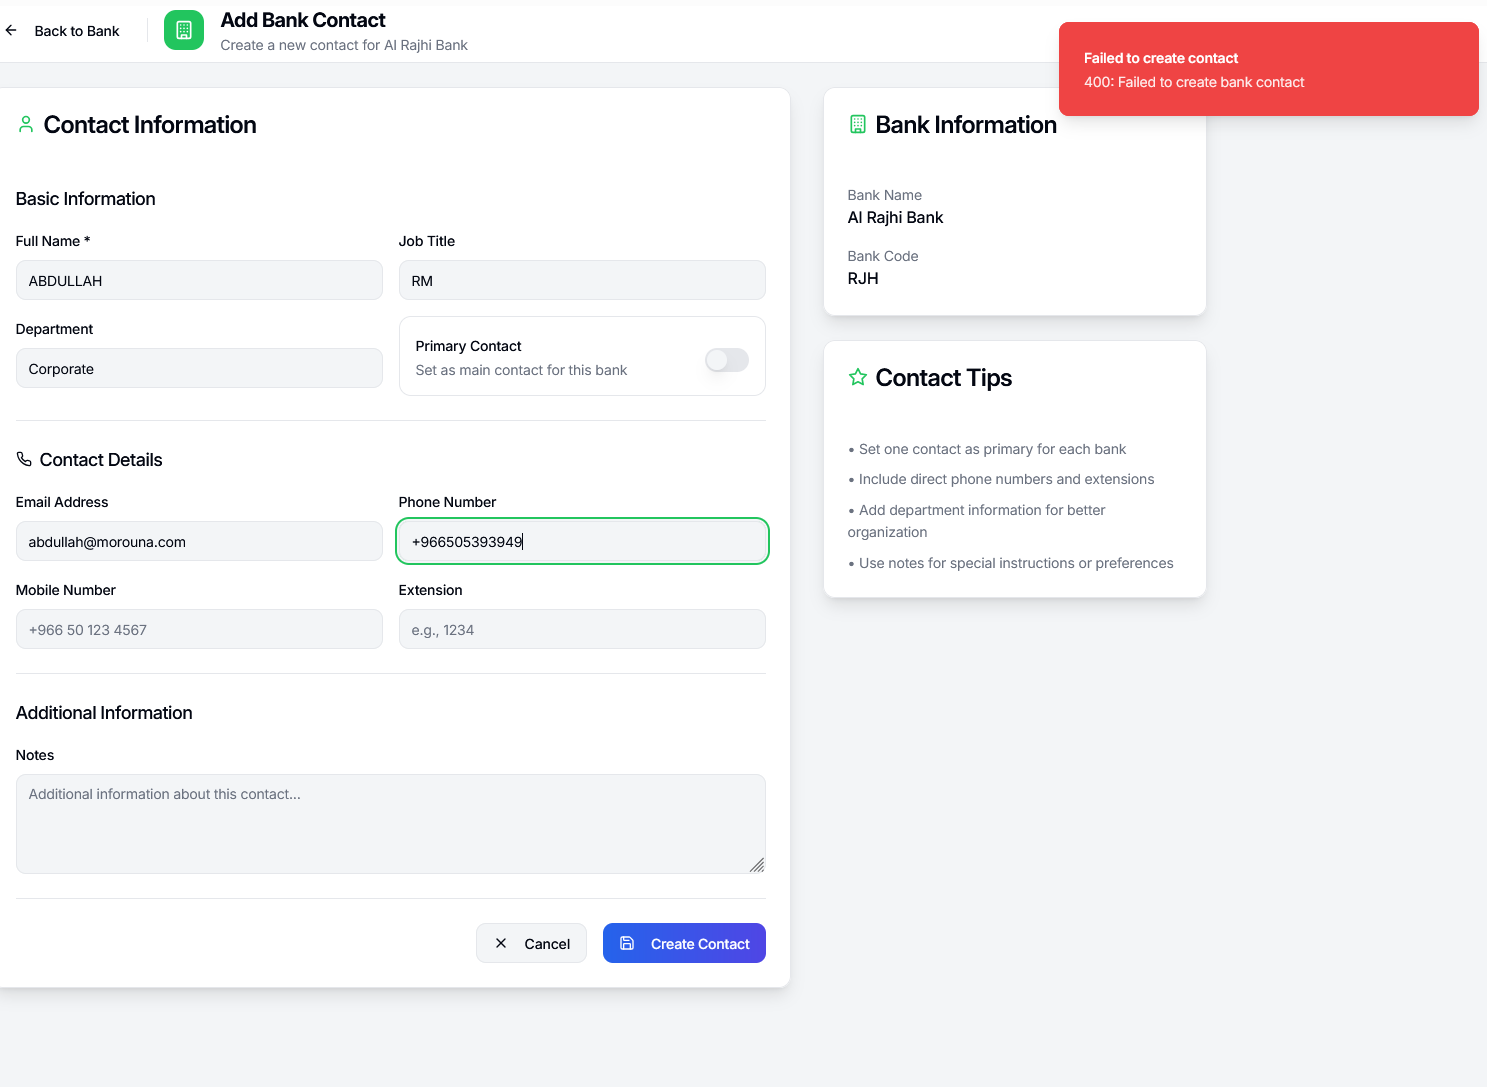 Back to Bank
Add Bank Contact
Create a new contact for Al Rajhi Bank
Failed to create contact
400: Failed to create bank contact
Contact Information
Basic Information
Full Name *
Job Title
ABDULLAH
RM
Department
Corporate
Primary Contact
Set as main contact for this bank
Contact Details
Email Address
Phone Number
abdullah@morouna.com
+966505393949
Mobile Number
Extension
+966 50 123 4567
e.g., 1234
Additional Information
Notes
Additional information about this contact...
Cancel
Create Contact
Bank Information
Bank Name
Al Rajhi Bank
Bank Code
RJH
Contact Tips
• Set one contact as primary for each bank
• Include direct phone numbers and extensions
• Add department information for better
organization
• Use notes for special instructions or preferences